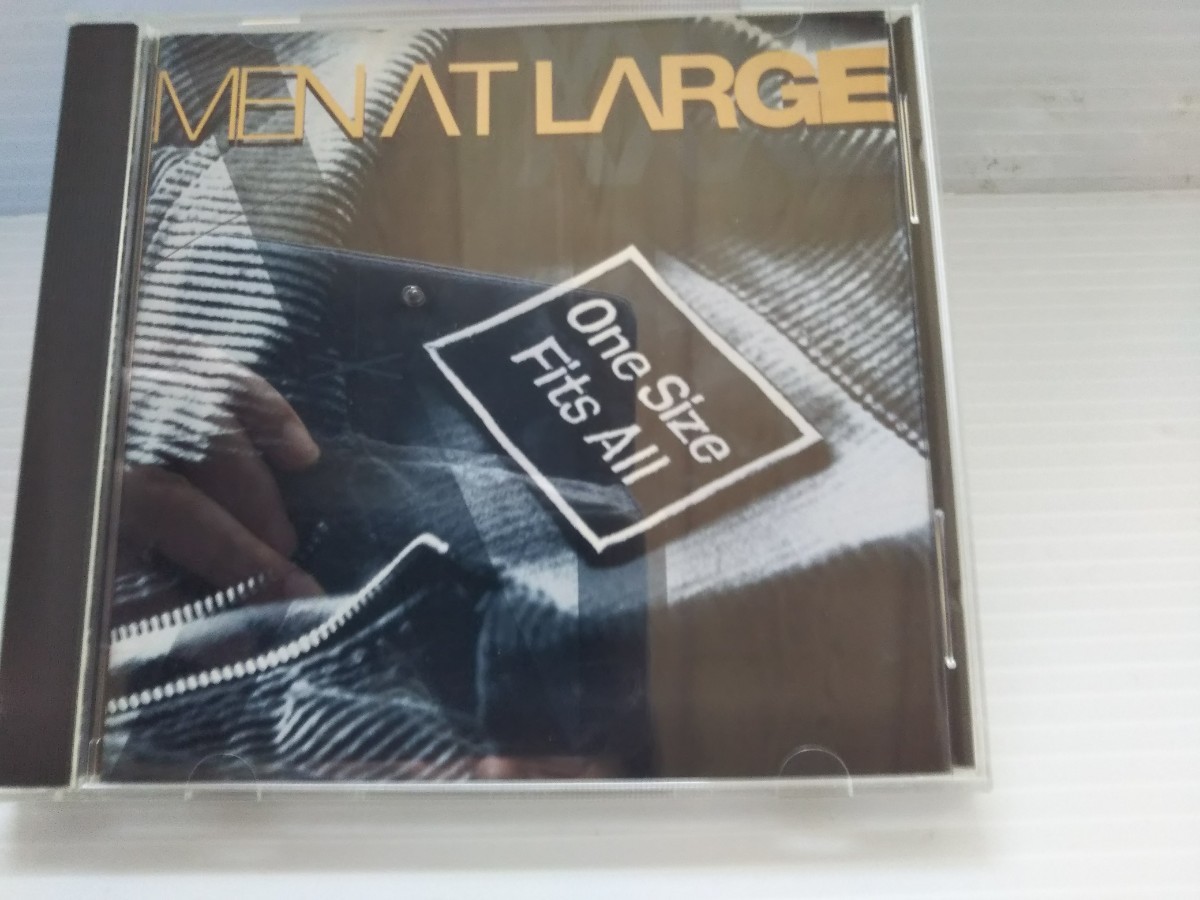 MEN AT LARGE
One Size
Fits All